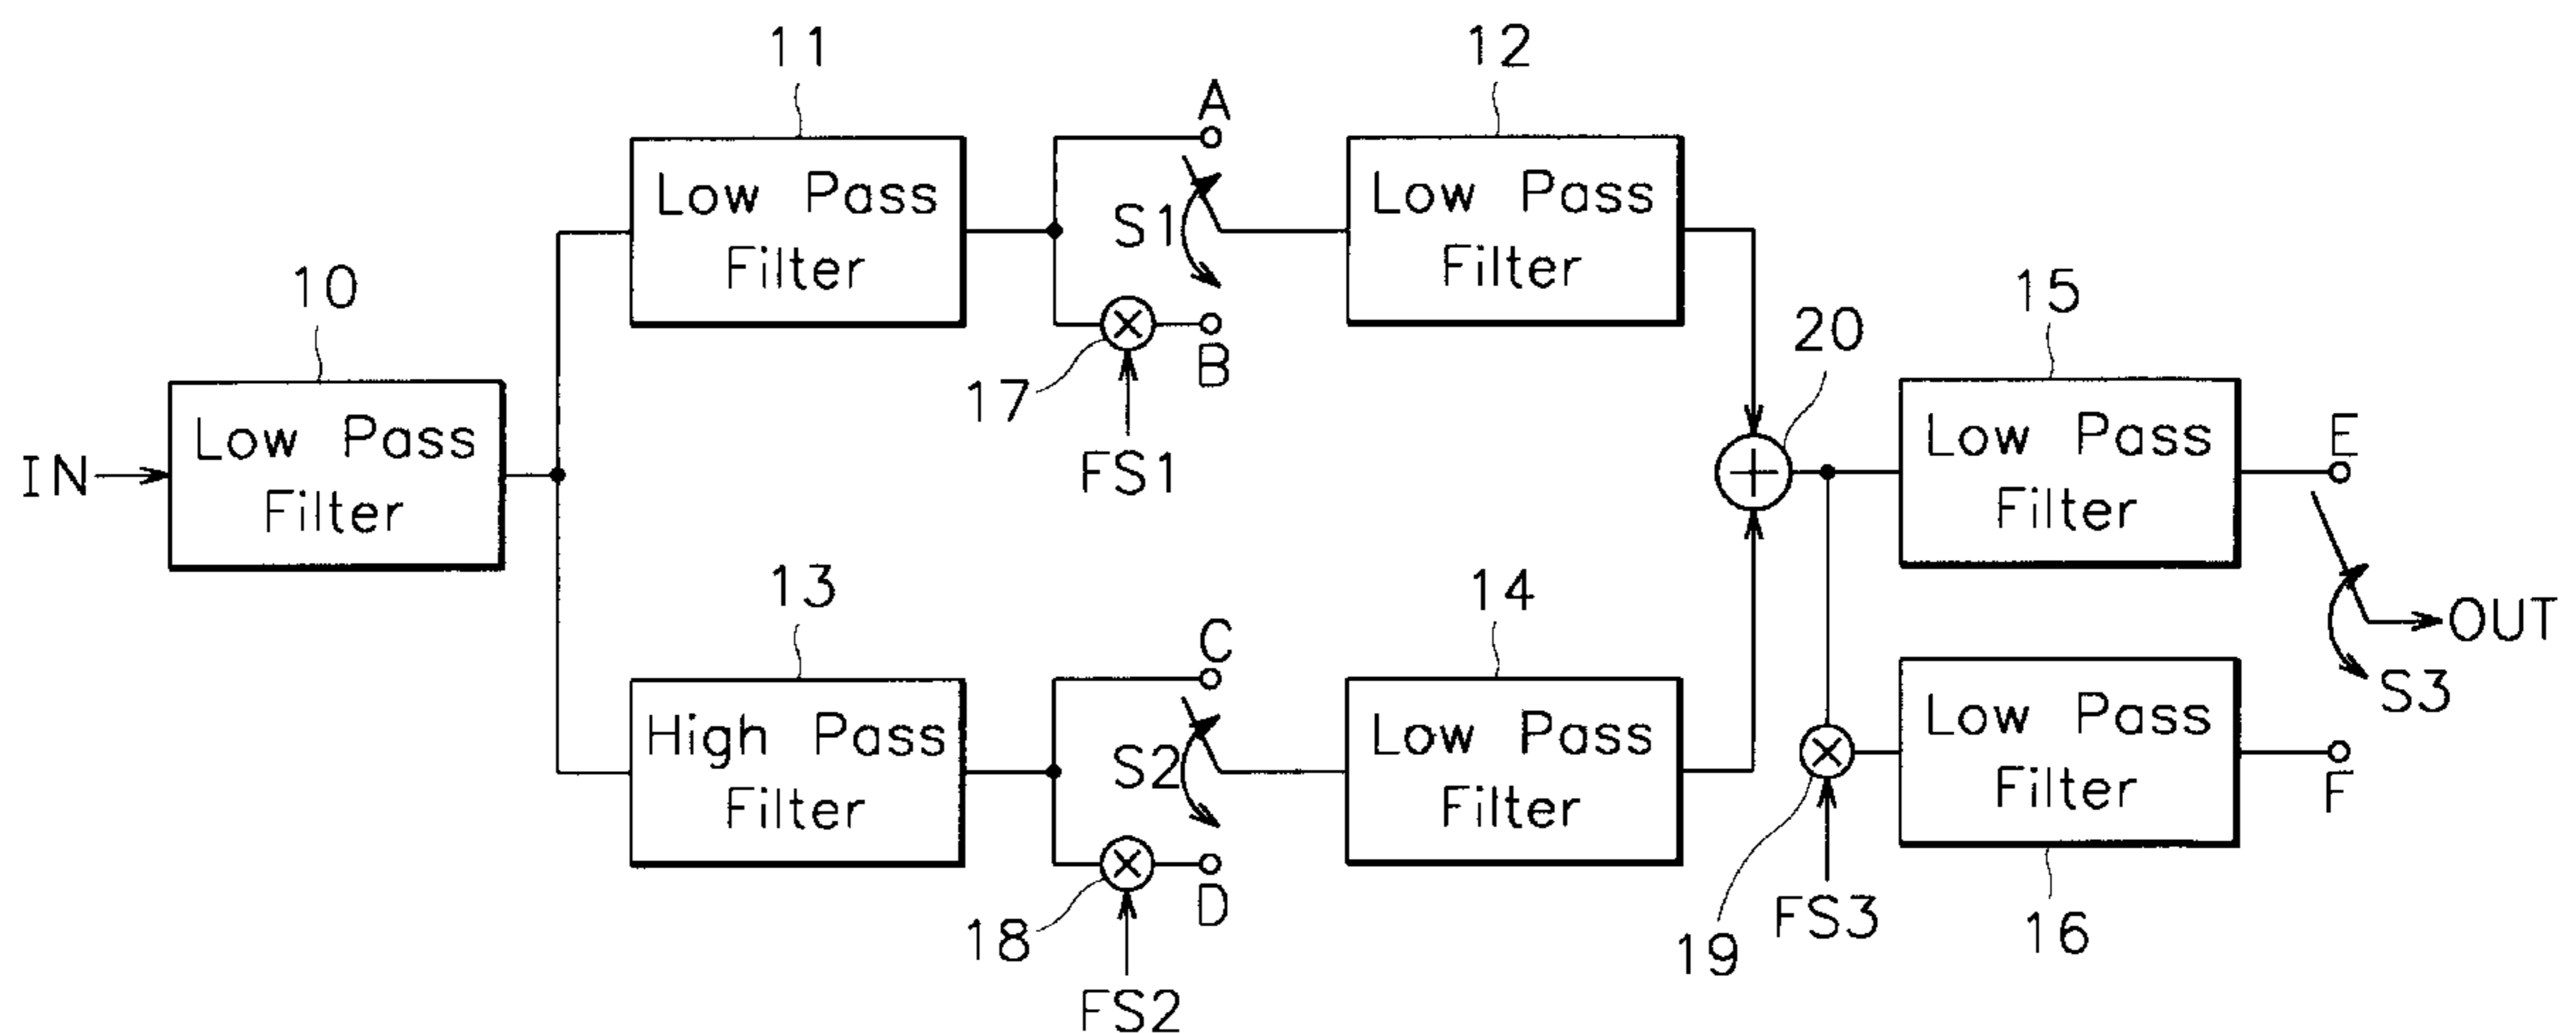 11
12
A
Low Pass
Filter
S1
Low Pass
Filter
10
15
20
17
B
FS1
Low Pass
Filter
IN
Low Pass
Filter
E
13
14
C
OUT
High Pass
Filter
S2
Low Pass
Filter
Low Pass
Filter
S3
F
18
D
FS2
19
FS3
16